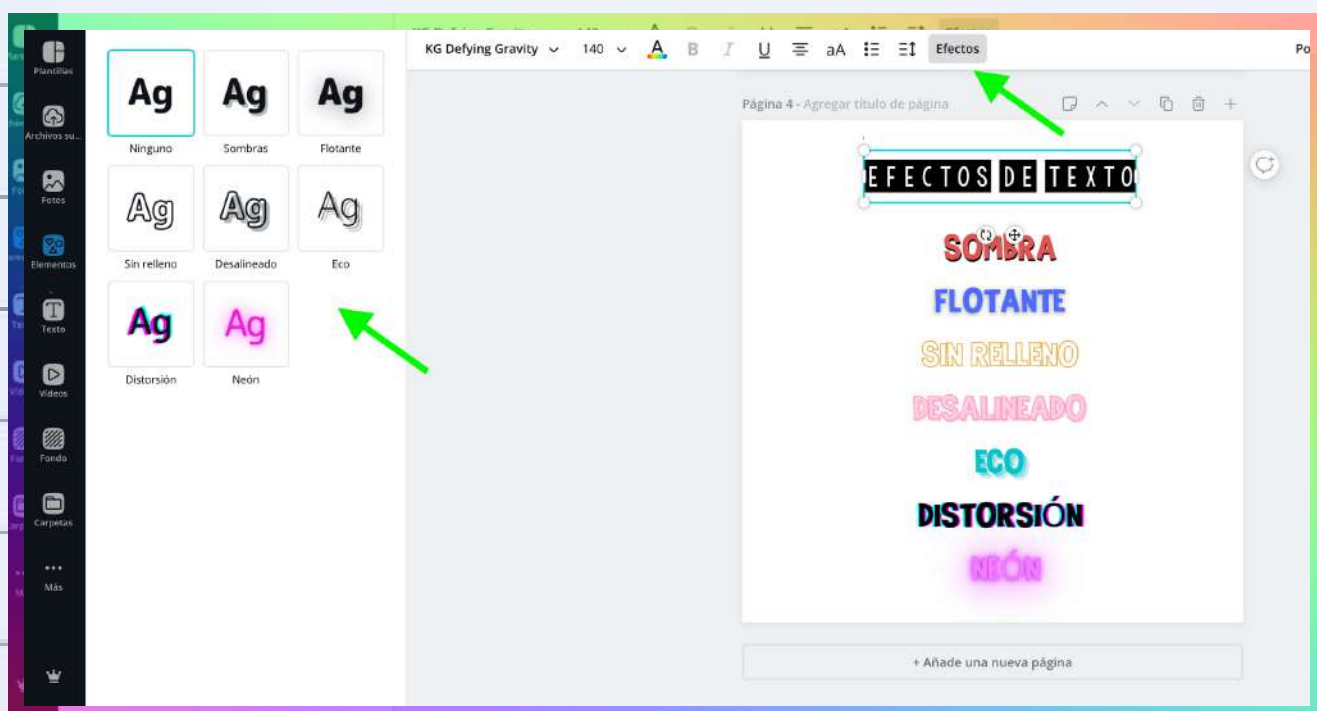 KG Defying Gravity 140 A B I U aA Efectos Po
Plantillas
Archivos su...
Fotos
Elementos
Texto
Vídeos
Fondo
Carpetas
Más
Ag Ag Ag
Ninguno Sombras Flotante
Ag Ag Ag
Sin relleno Desalineado Eco
Ag Ag
Distorsión Neón
Página 4 - Agregar título de página
EFECTOS DE TEXTO
SOMBRA
FLOTANTE
SIN RELLENO
DESALINEADO
ECO
DISTORSIÓN
NEÓN
+ Añade una nueva página